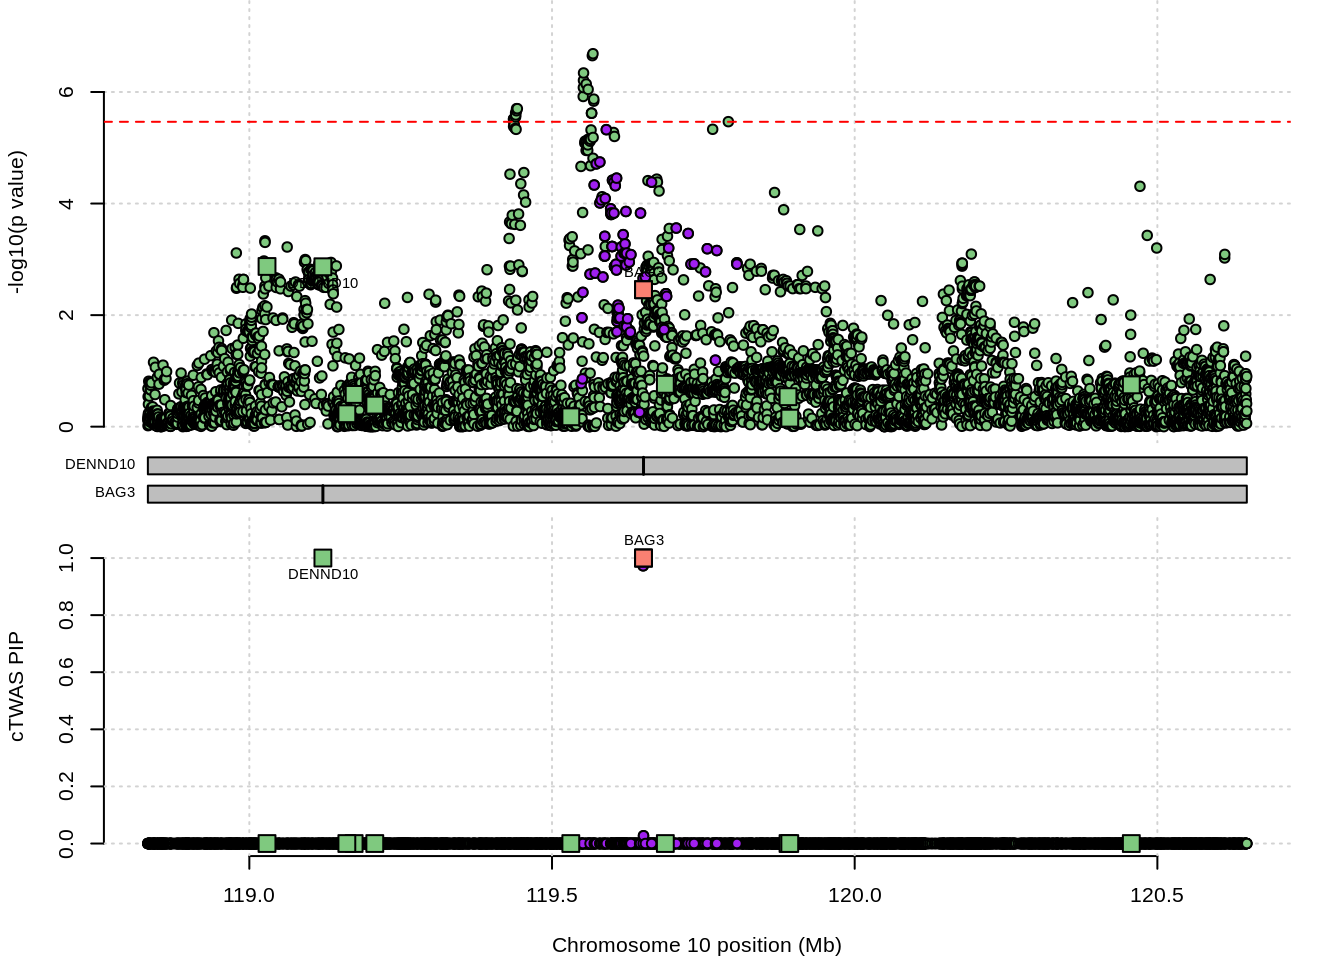 -log10(p value)
6
4
2
0
BAG3
DENND10
DENND10
BAG3
cTWAS PIP
1.0
0.8
0.6
0.4
0.2
0.0
BAG3
DENND10
119.0 119.5 120.0 120.5
Chromosome 10 position (Mb)